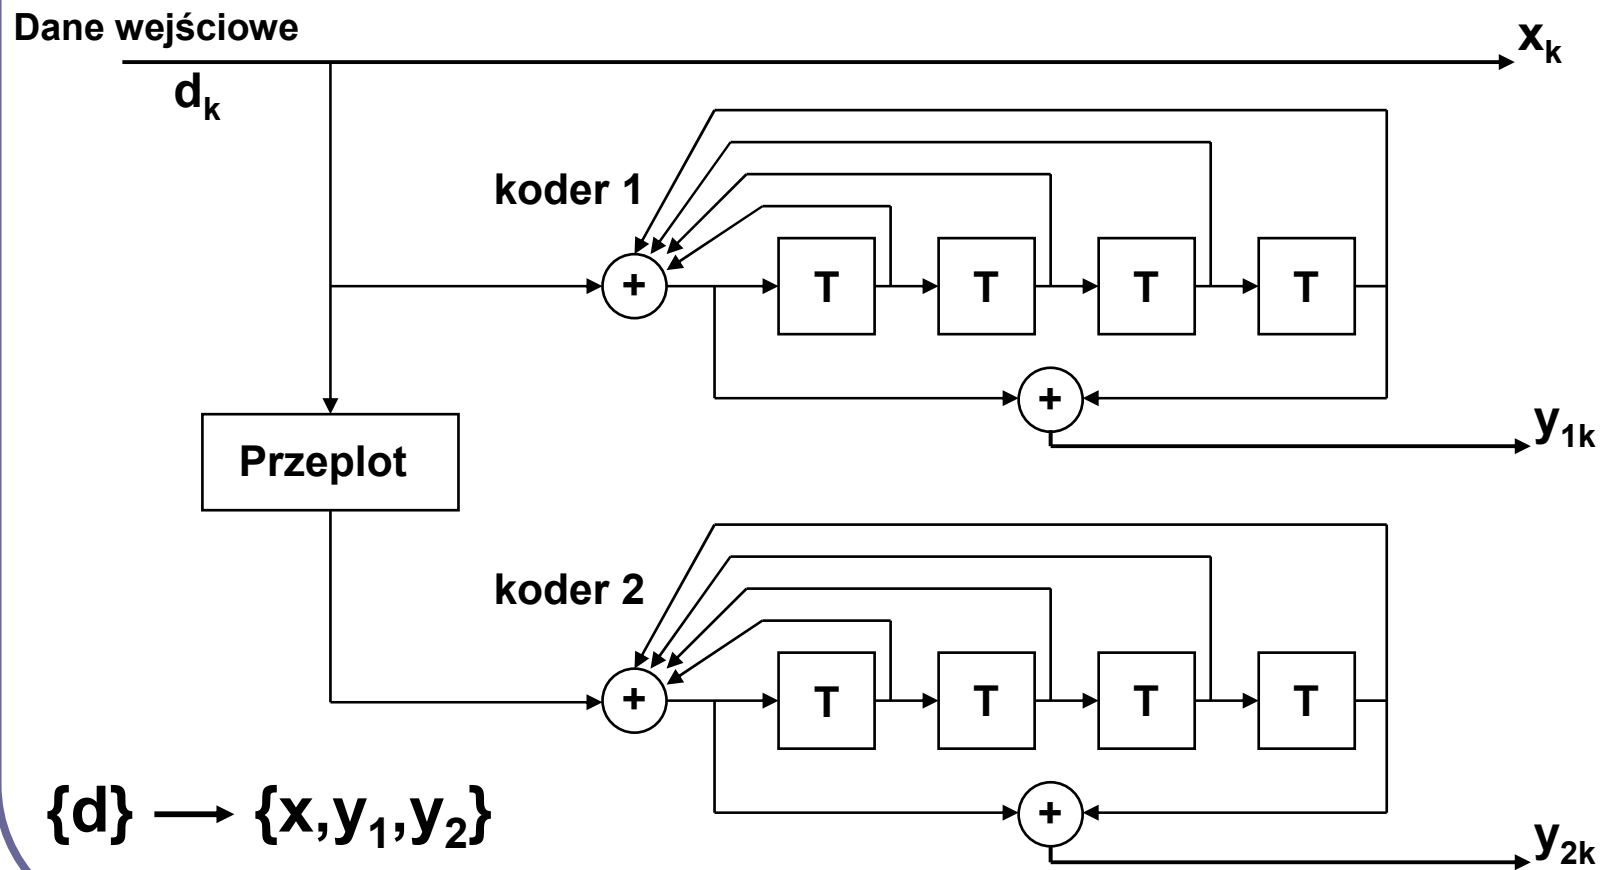 Dane wejściowe
x_k
d_k
koder 1
+
T T T T
+
y_1k
Przeplot
koder 2
+
T T T T
+
{d} → {x,y_1,y_2}
y_2k